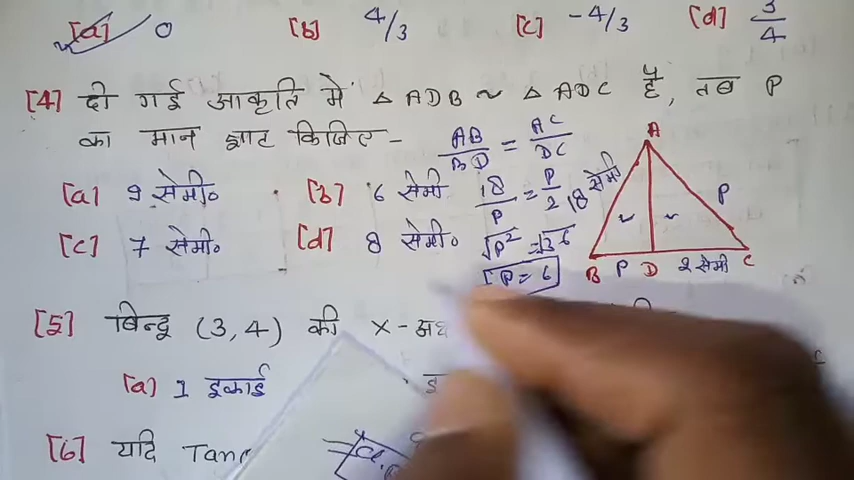 [a] 0 [b] 4/3 [c] -4/3 [d] 3/4
[4] दी गई आकृति में △ ADB ~ △ ADC है, तब P
का मान ज्ञात किजिए -
AB/BD = AC/DC
[a] 9 सेमी० [b] 6 सेमी
18/P = P/2
[c] 7 सेमी० [d] 8 सेमी०
√P² = √36
P = 6
A
18 सेमी
P
B P D 2 सेमी C
[5] बिन्दू (3,4) की x-अक्ष
[a] 1 इकाई
[6] यदि Tan